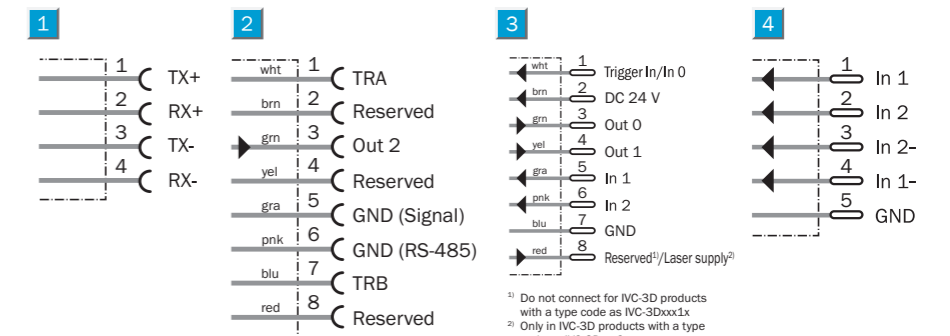 1
1 TX+
2 RX+
3 TX-
4 RX-
2
wht 1 TRA
brn 2 Reserved
grn 3 Out 2
yel 4 Reserved
gra 5 GND (Signal)
pnk 6 GND (RS-485)
blu 7 TRB
red 8 Reserved
3
wht 1 Trigger In/In 0
brn 2 DC 24 V
grn 3 Out 0
yel 4 Out 1
gra 5 In 1
pnk 6 In 2
blu 7 GND
red 8 Reserved¹⁾/Laser supply²⁾
¹⁾ Do not connect for IVC-3D products
with a type code as IVC-3Dxxx1x
²⁾ Only in IVC-3D products with a type
4
1 In 1
2 In 2
3 In 2–
4 In 1–
5 GND